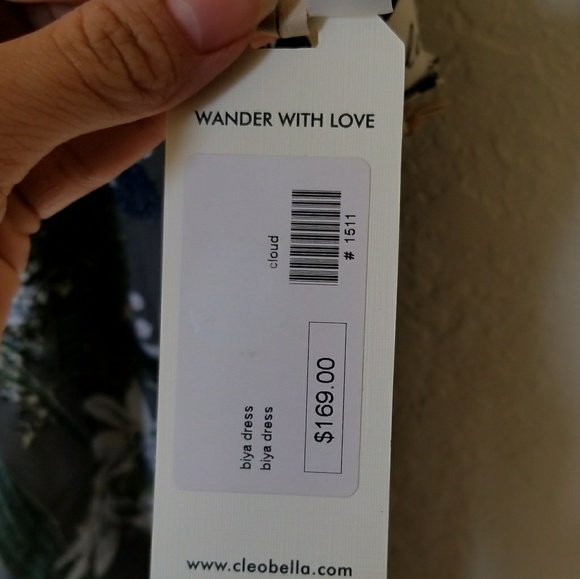 WANDER WITH LOVE
cloud
# 1511
biya dress
biya dress
$169.00
www.cleobella.com